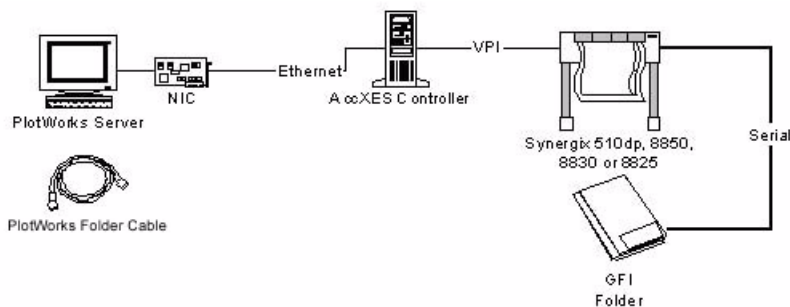 PlotWorks Server
NIC
Ethernet
AccXES Controller
VPI
Synergix 510dp, 8850,
8830 or 8825
Serial
PlotWorks Folder Cable
GFI
Folder